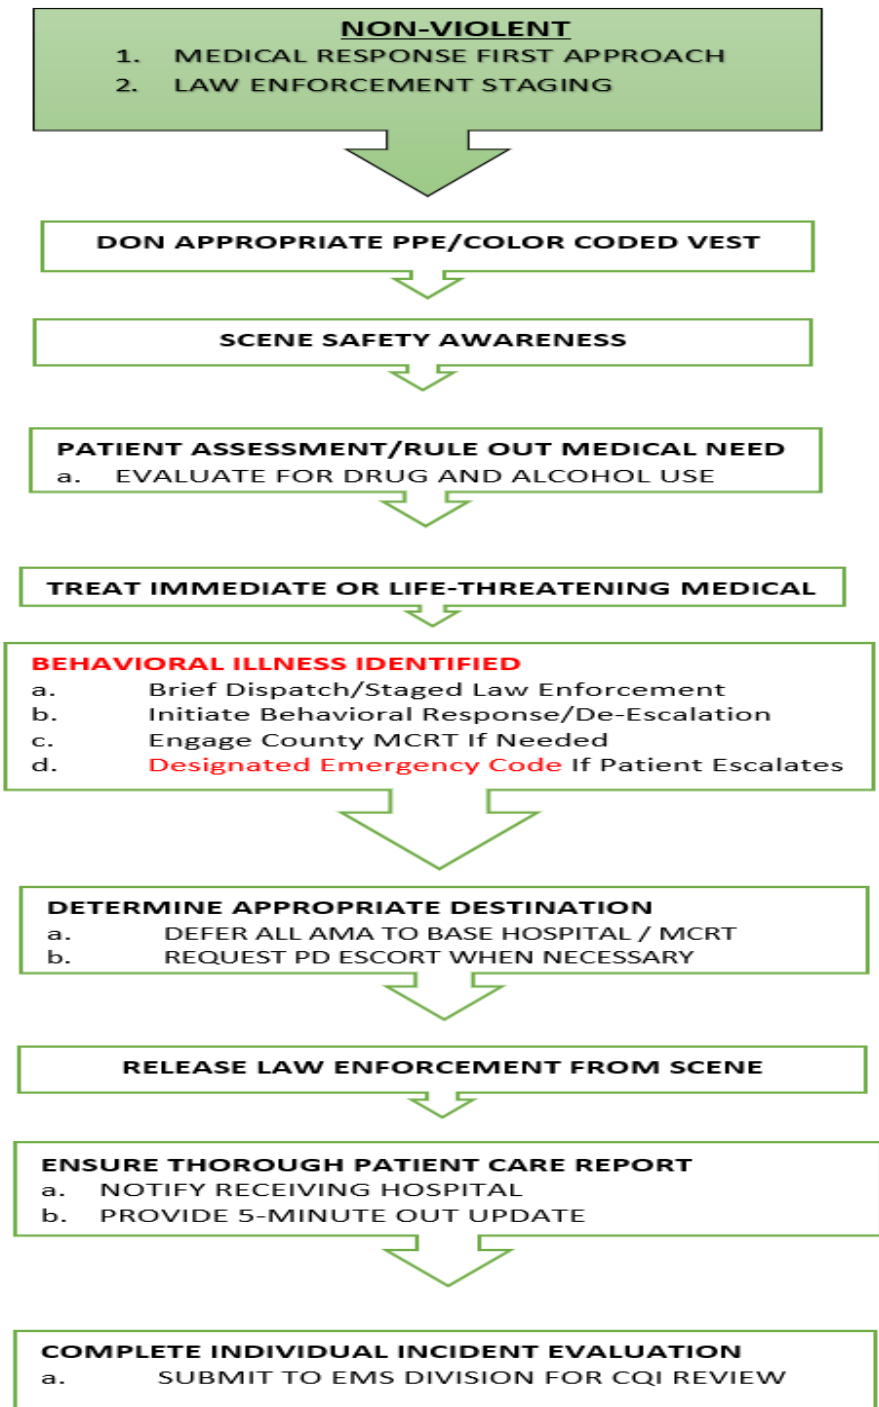 NON-VIOLENT
1. MEDICAL RESPONSE FIRST APPROACH
2. LAW ENFORCEMENT STAGING
DON APPROPRIATE PPE/COLOR CODED VEST
SCENE SAFETY AWARENESS
PATIENT ASSESSMENT/RULE OUT MEDICAL NEED
a. EVALUATE FOR DRUG AND ALCOHOL USE
TREAT IMMEDIATE OR LIFE-THREATENING MEDICAL
BEHAVIORAL ILLNESS IDENTIFIED
a. Brief Dispatch/Staged Law Enforcement
b. Initiate Behavioral Response/De-Escalation
c. Engage County MCRT If Needed
d. Designated Emergency Code If Patient Escalates
DETERMINE APPROPRIATE DESTINATION
a. DEFER ALL AMA TO BASE HOSPITAL / MCRT
b. REQUEST PD ESCORT WHEN NECESSARY
RELEASE LAW ENFORCEMENT FROM SCENE
ENSURE THOROUGH PATIENT CARE REPORT
a. NOTIFY RECEIVING HOSPITAL
b. PROVIDE 5-MINUTE OUT UPDATE
COMPLETE INDIVIDUAL INCIDENT EVALUATION
a. SUBMIT TO EMS DIVISION FOR CQI REVIEW